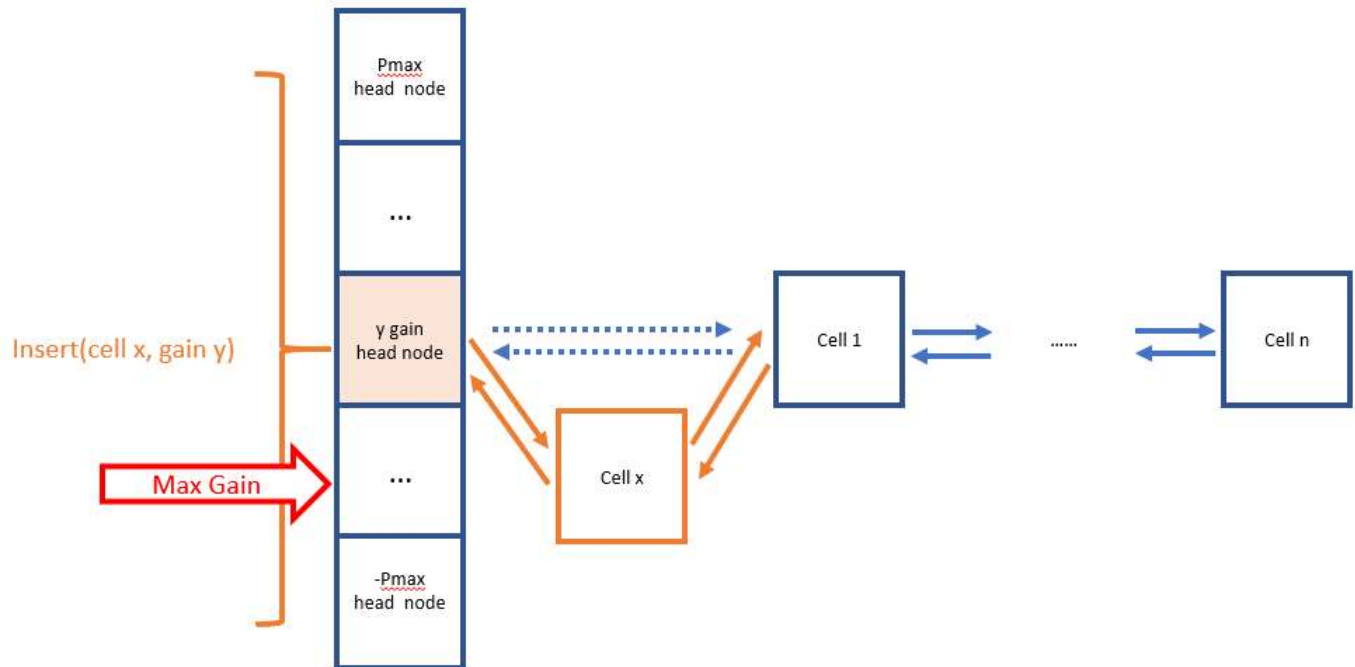 Pmax
head node
...
Insert(cell x, gain y)
y gain
head node
Cell 1
......
Cell n
Max Gain
...
Cell x
-Pmax
head node